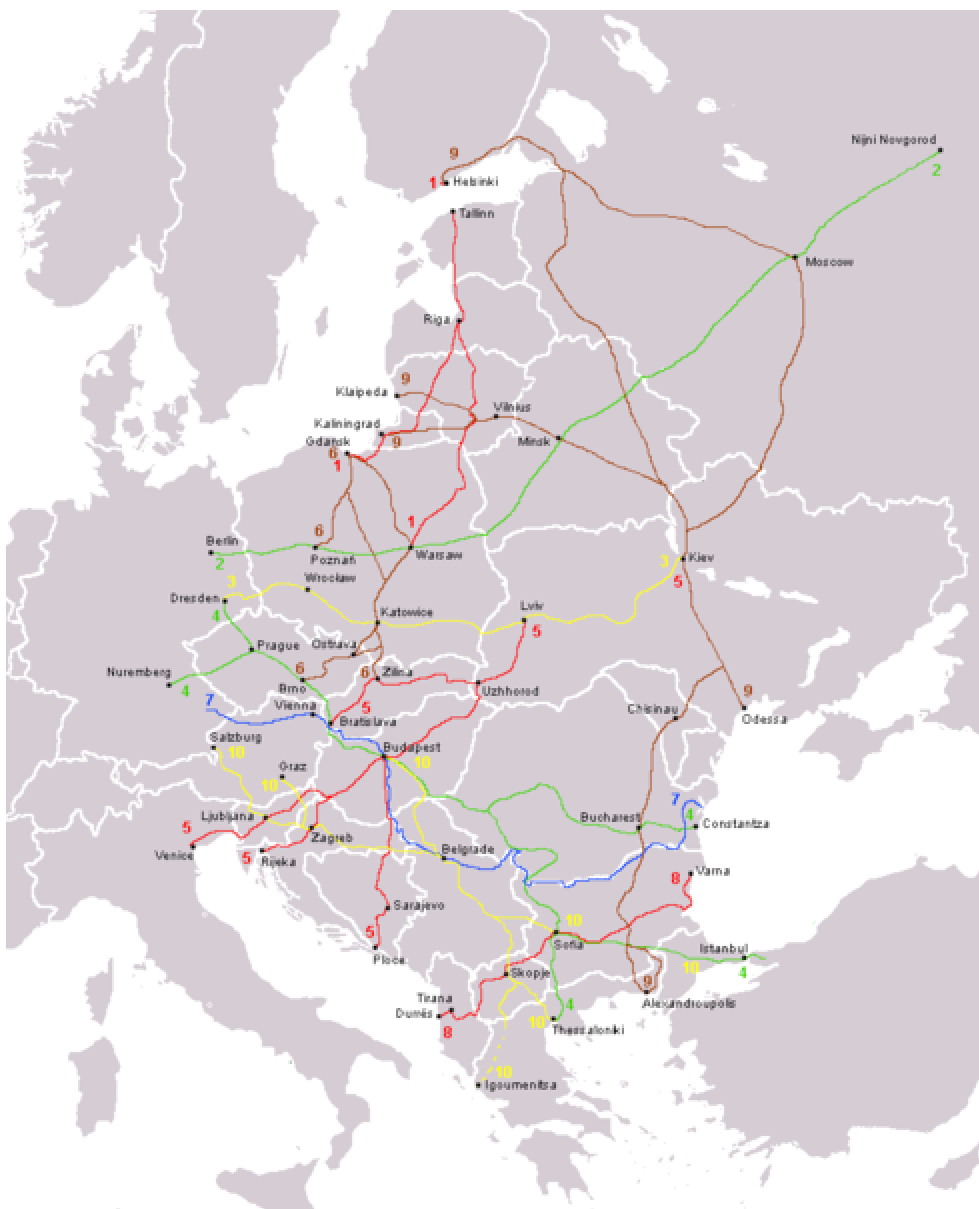 Nijni Novgorod
2
9
1
Helsinki
Tallinn
Moscow
Riga
Klaipeda
9
Vilnius
Kaliningrad
9
Gdansk
6
1
Minsk
6
1
Berlin
2
Poznań
Warsaw
3
Kiev
5
Wrocław
3
Dresden
4
Katowice
Lviv
5
Prague
Ostrava
Nuremberg
4
6
Brno
6
Zilina
Uzhhorod
7
Vienna
5
Bratislava
Chisinau
9
Odessa
Salzburg
10
Budapest
10
Graz
10
Ljubljana
Bucharest
7
4
Constantza
5
Venice
5
Rijeka
Zagreb
Belgrade
8
Varna
Sarajevo
5
Ploce
10
Sofia
Istanbul
10
4
Skopje
9
Alexandroupolis
Tirana
Durrës
8
4
10
Thessaloniki
10
Igoumenitsa